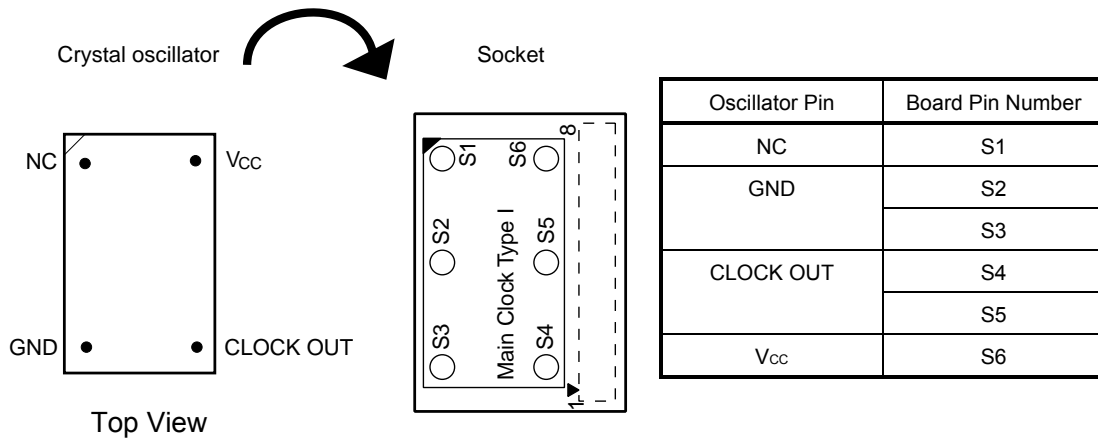 Crystal oscillator
Socket
NC
Vcc
GND
CLOCK OUT
Top View
S1
S6
8
S2
S5
S3
S4
Main Clock Type I
1
Oscillator Pin Board Pin Number
NC S1
GND S2
S3
CLOCK OUT S4
S5
Vcc S6